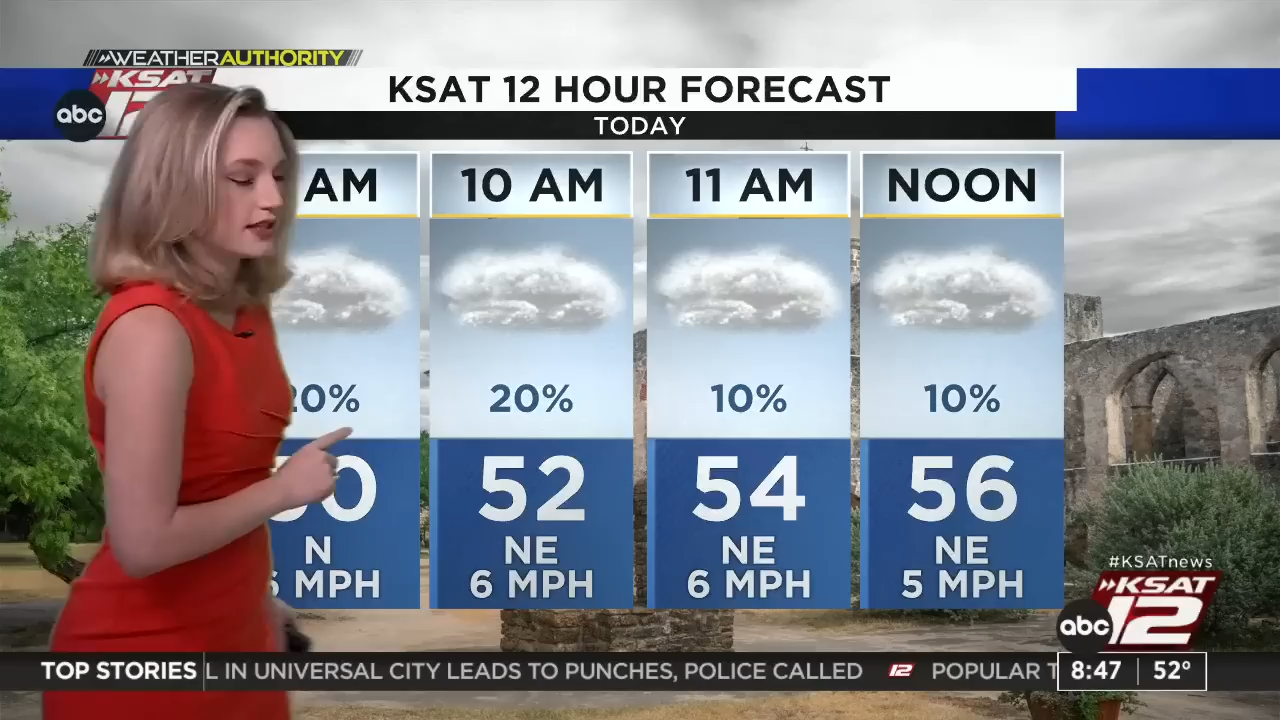 WEATHERAUTHORITY
KSAT
12
abc
KSAT 12 HOUR FORECAST
TODAY
AM
10 AM
11 AM
NOON
20%
20%
10%
10%
52
54
56
N
NE
NE
NE
MPH
6 MPH
6 MPH
5 MPH
#KSATnews
KSAT
abc
12
TOP STORIES
L IN UNIVERSAL CITY LEADS TO PUNCHES, POLICE CALLED
12
POPULAR
8:47
52°